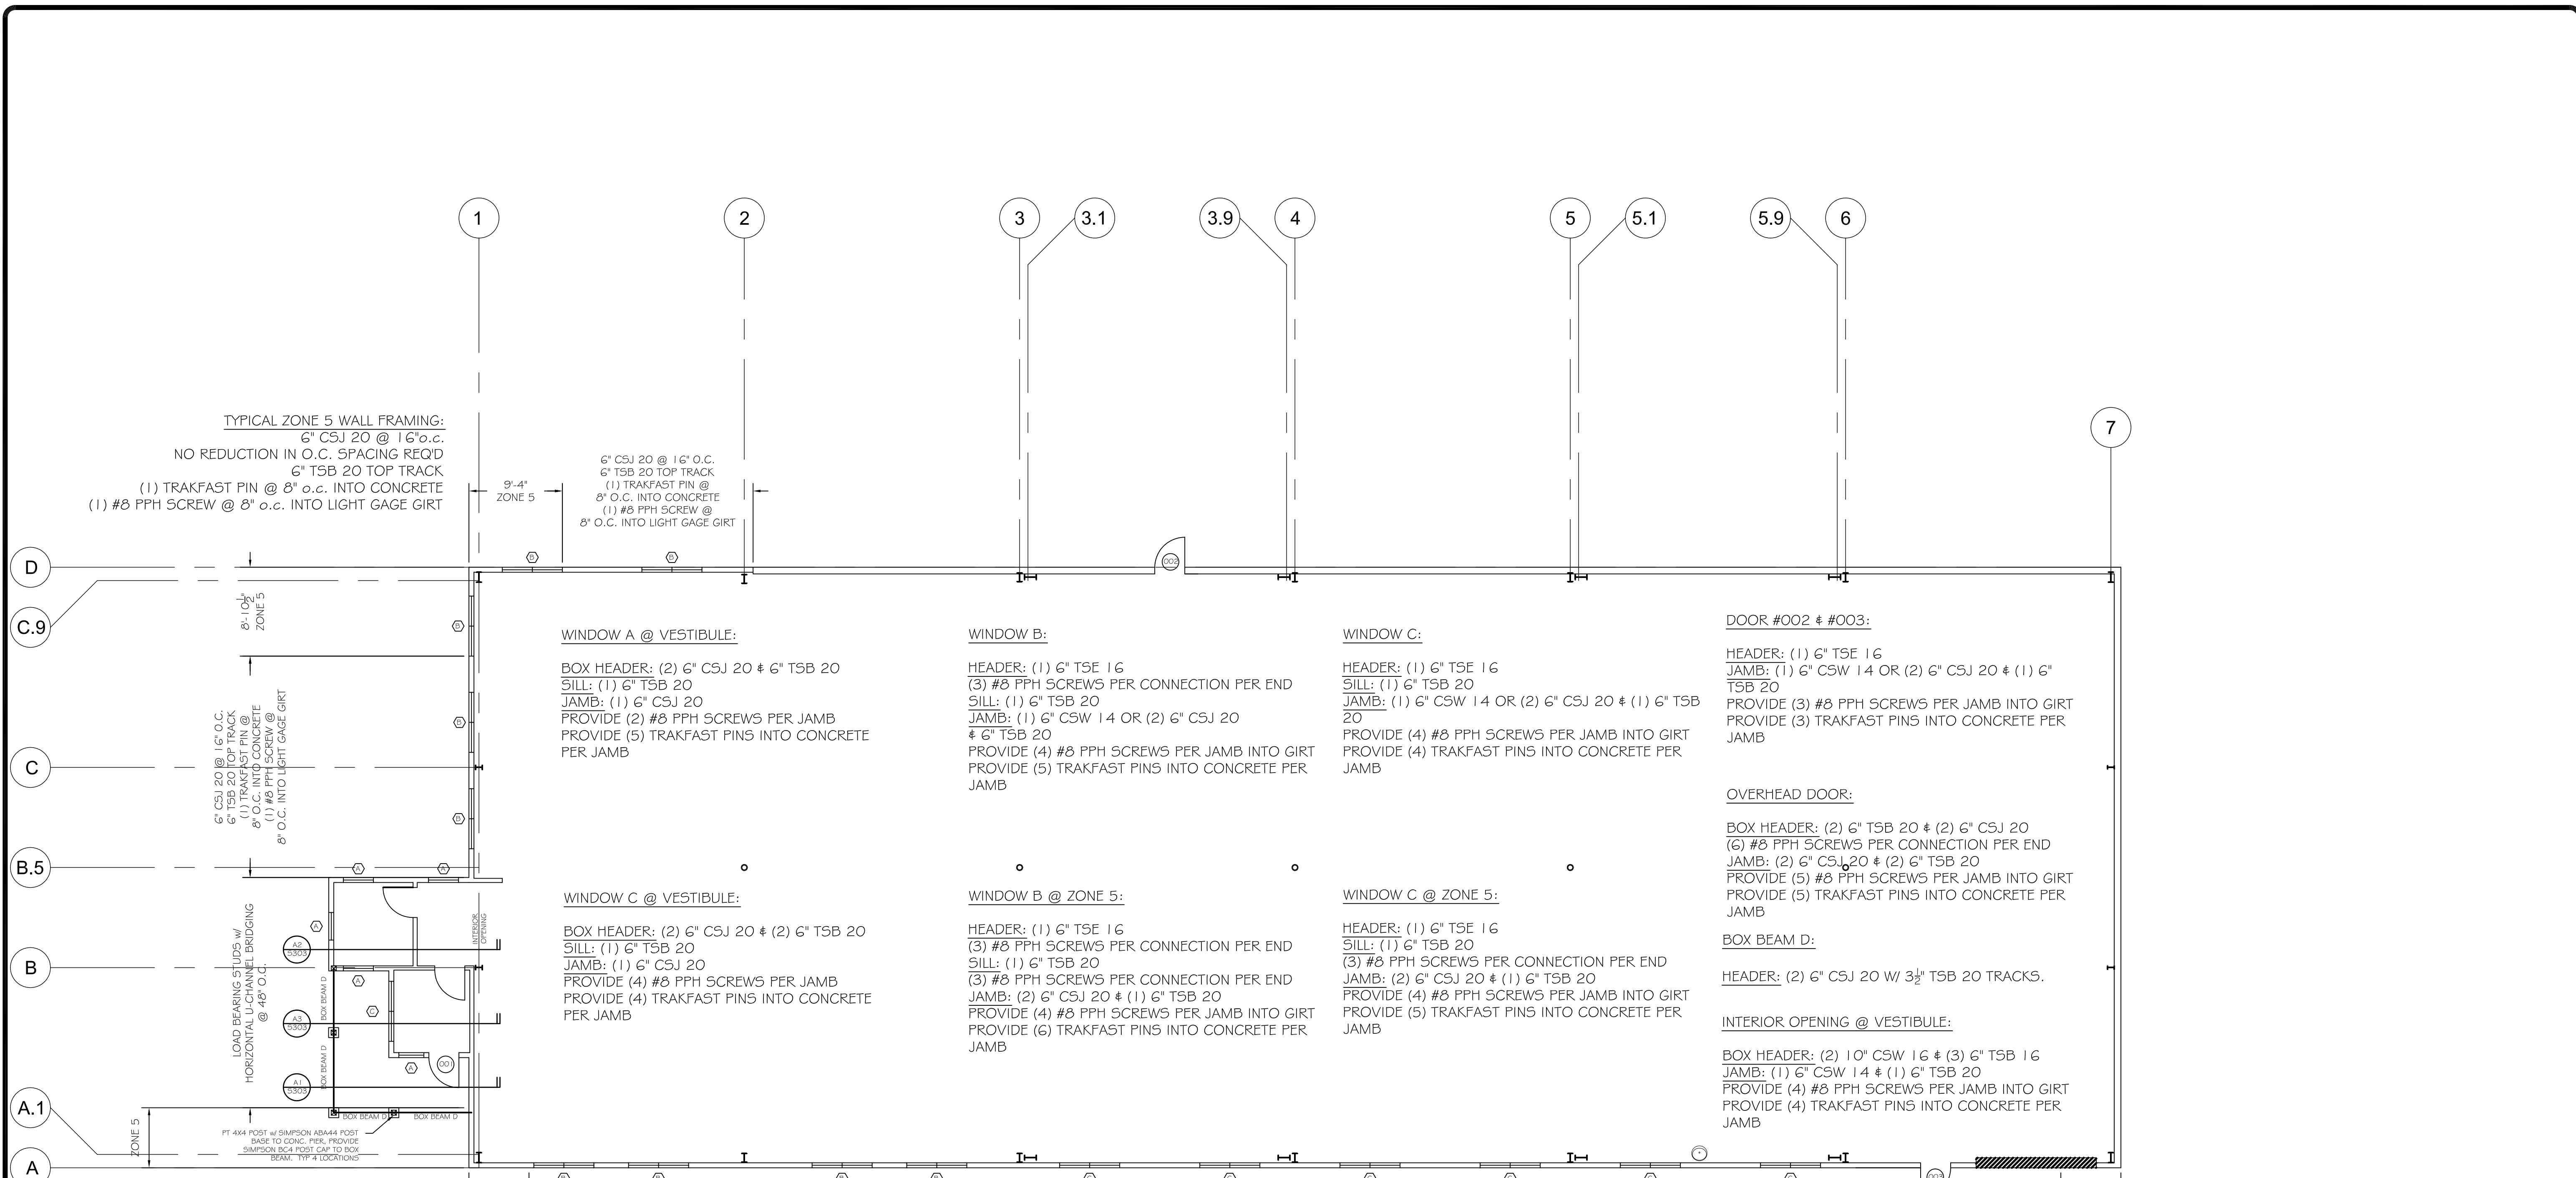 1
2
3
3.1
3.9
4
5
5.1
5.9
6
7
TYPICAL ZONE 5 WALL FRAMING:
6" CSJ 20 @ 16"o.c.
NO REDUCTION IN O.C. SPACING REQ'D
6" TSB 20 TOP TRACK
(1) TRAKFAST PIN @ 8" o.c. INTO CONCRETE
(1) #8 PPH SCREW @ 8" o.c. INTO LIGHT GAGE GIRT
9'-4"
ZONE 5
6" CSJ 20 @ 16" O.C.
6" TSB 20 TOP TRACK
(1) TRAKFAST PIN @
8" O.C. INTO CONCRETE
(1) #8 PPH SCREW @
8" O.C. INTO LIGHT GAGE GIRT
D
C.9
C
B.5
B
A.1
A
B
B
002
8'-10 1/2"
ZONE 5
B
B
B
6" CSJ 20 @ 16" O.C.
6" TSB 20 TOP TRACK
(1) TRAKFAST PIN @
8" O.C. INTO CONCRETE
(1) #8 PPH SCREW @
8" O.C. INTO LIGHT GAGE GIRT
WINDOW A @ VESTIBULE:
BOX HEADER: (2) 6" CSJ 20 & 6" TSB 20
SILL: (1) 6" TSB 20
JAMB: (1) 6" CSJ 20
PROVIDE (2) #8 PPH SCREWS PER JAMB
PROVIDE (5) TRAKFAST PINS INTO CONCRETE
PER JAMB
WINDOW B:
HEADER: (1) 6" TSE 16
(3) #8 PPH SCREWS PER CONNECTION PER END
SILL: (1) 6" TSB 20
JAMB: (1) 6" CSW 14 OR (2) 6" CSJ 20
& 6" TSB 20
PROVIDE (4) #8 PPH SCREWS PER JAMB INTO GIRT
PROVIDE (5) TRAKFAST PINS INTO CONCRETE PER
JAMB
WINDOW C:
HEADER: (1) 6" TSE 16
SILL: (1) 6" TSB 20
JAMB: (1) 6" CSW 14 OR (2) 6" CSJ 20 & (1) 6" TSB
20
PROVIDE (4) #8 PPH SCREWS PER JAMB INTO GIRT
PROVIDE (4) TRAKFAST PINS INTO CONCRETE PER
JAMB
DOOR #002 & #003:
HEADER: (1) 6" TSE 16
JAMB: (1) 6" CSW 14 OR (2) 6" CSJ 20 & (1) 6"
TSB 20
PROVIDE (3) #8 PPH SCREWS PER JAMB INTO GIRT
PROVIDE (3) TRAKFAST PINS INTO CONCRETE PER
JAMB
OVERHEAD DOOR:
BOX HEADER: (2) 6" TSB 20 & (2) 6" CSJ 20
(6) #8 PPH SCREWS PER CONNECTION PER END
JAMB: (2) 6" CSJ 20 & (2) 6" TSB 20
PROVIDE (5) #8 PPH SCREWS PER JAMB INTO GIRT
PROVIDE (5) TRAKFAST PINS INTO CONCRETE PER
JAMB
WINDOW C @ VESTIBULE:
BOX HEADER: (2) 6" CSJ 20 & (2) 6" TSB 20
SILL: (1) 6" TSB 20
JAMB: (1) 6" CSJ 20
PROVIDE (4) #8 PPH SCREWS PER JAMB
PROVIDE (4) TRAKFAST PINS INTO CONCRETE
PER JAMB
WINDOW B @ ZONE 5:
HEADER: (1) 6" TSE 16
(3) #8 PPH SCREWS PER CONNECTION PER END
SILL: (1) 6" TSB 20
(3) #8 PPH SCREWS PER CONNECTION PER END
JAMB: (2) 6" CSJ 20 & (1) 6" TSB 20
PROVIDE (4) #8 PPH SCREWS PER JAMB INTO GIRT
PROVIDE (6) TRAKFAST PINS INTO CONCRETE PER
JAMB
WINDOW C @ ZONE 5:
HEADER: (1) 6" TSE 16
SILL: (1) 6" TSB 20
(3) #8 PPH SCREWS PER CONNECTION PER END
JAMB: (2) 6" CSJ 20 & (1) 6" TSB 20
PROVIDE (4) #8 PPH SCREWS PER JAMB INTO GIRT
PROVIDE (5) TRAKFAST PINS INTO CONCRETE PER
JAMB
BOX BEAM D:
HEADER: (2) 6" CSJ 20 W/ 3 1/2" TSB 20 TRACKS.
INTERIOR OPENING @ VESTIBULE:
BOX HEADER: (2) 10" CSW 16 & (3) 6" TSB 16
JAMB: (1) 6" CSW 14 & (1) 6" TSB 20
PROVIDE (4) #8 PPH SCREWS PER JAMB INTO GIRT
PROVIDE (4) TRAKFAST PINS INTO CONCRETE PER
JAMB
A
A
A
INTERIOR
OPENING
LOAD BEARING STUDS w/
HORIZONTAL U-CHANNEL BRIDGING
@ 48" O.C.
A2
S303
A
BOX BEAM D
C
A3
S303
BOX BEAM D
A
001
A1
S303
BOX BEAM D
BOX BEAM D
ZONE 5
PT 4X4 POST w/ SIMPSON ABA44 POST
BASE TO CONC. PIER, PROVIDE
SIMPSON BC4 POST CAP TO BOX
BEAM. TYP 4 LOCATIONS
003